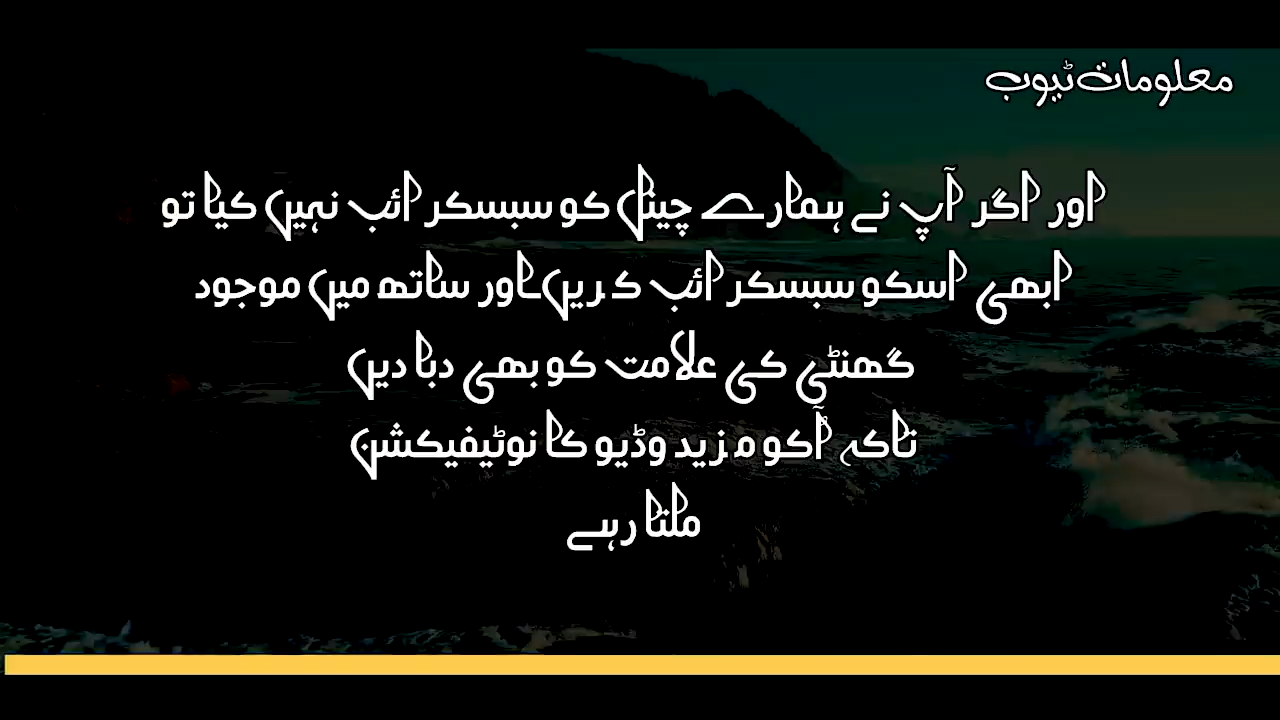 معلومات ٹیوب
اور اگر آپ نے ہمارے چینل کو سبسکرائب نہیں کیا تو
ابھی اسکو سبسکرائب کریں اور ساتھ میں موجود
گھنٹی کی علامت کو بھی دبا دیں
تاکہ آپکو مزید وڈیو کا نوٹیفیکشن
ملتا رہے